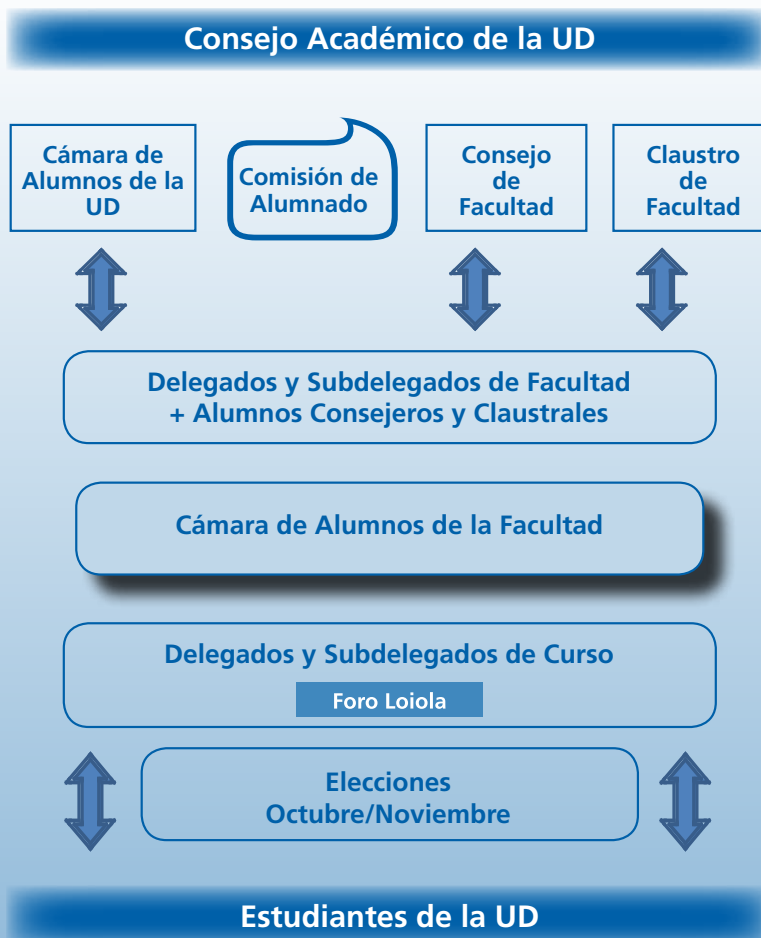 Consejo Académico de la UD
Cámara de
Alumnos de la
UD
Comisión de
Alumnado
Consejo
de
Facultad
Claustro
de
Facultad
Delegados y Subdelegados de Facultad
+ Alumnos Consejeros y Claustrales
Cámara de Alumnos de la Facultad
Delegados y Subdelegados de Curso
Foro Loiola
Elecciones
Octubre/Noviembre
Estudiantes de la UD